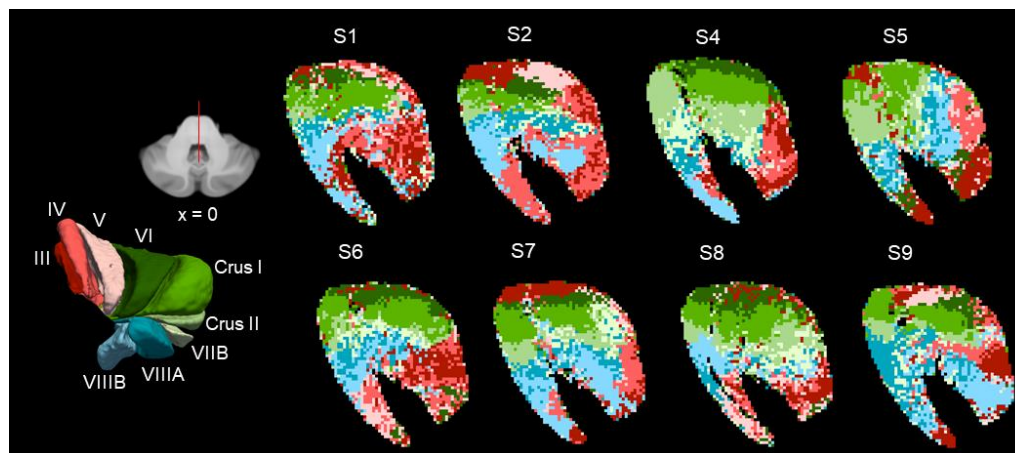 S1
S2
S4
S5
x = 0
IV
V
VI
III
Crus I
Crus II
VIIB
VIIIA
VIIIB
S6
S7
S8
S9